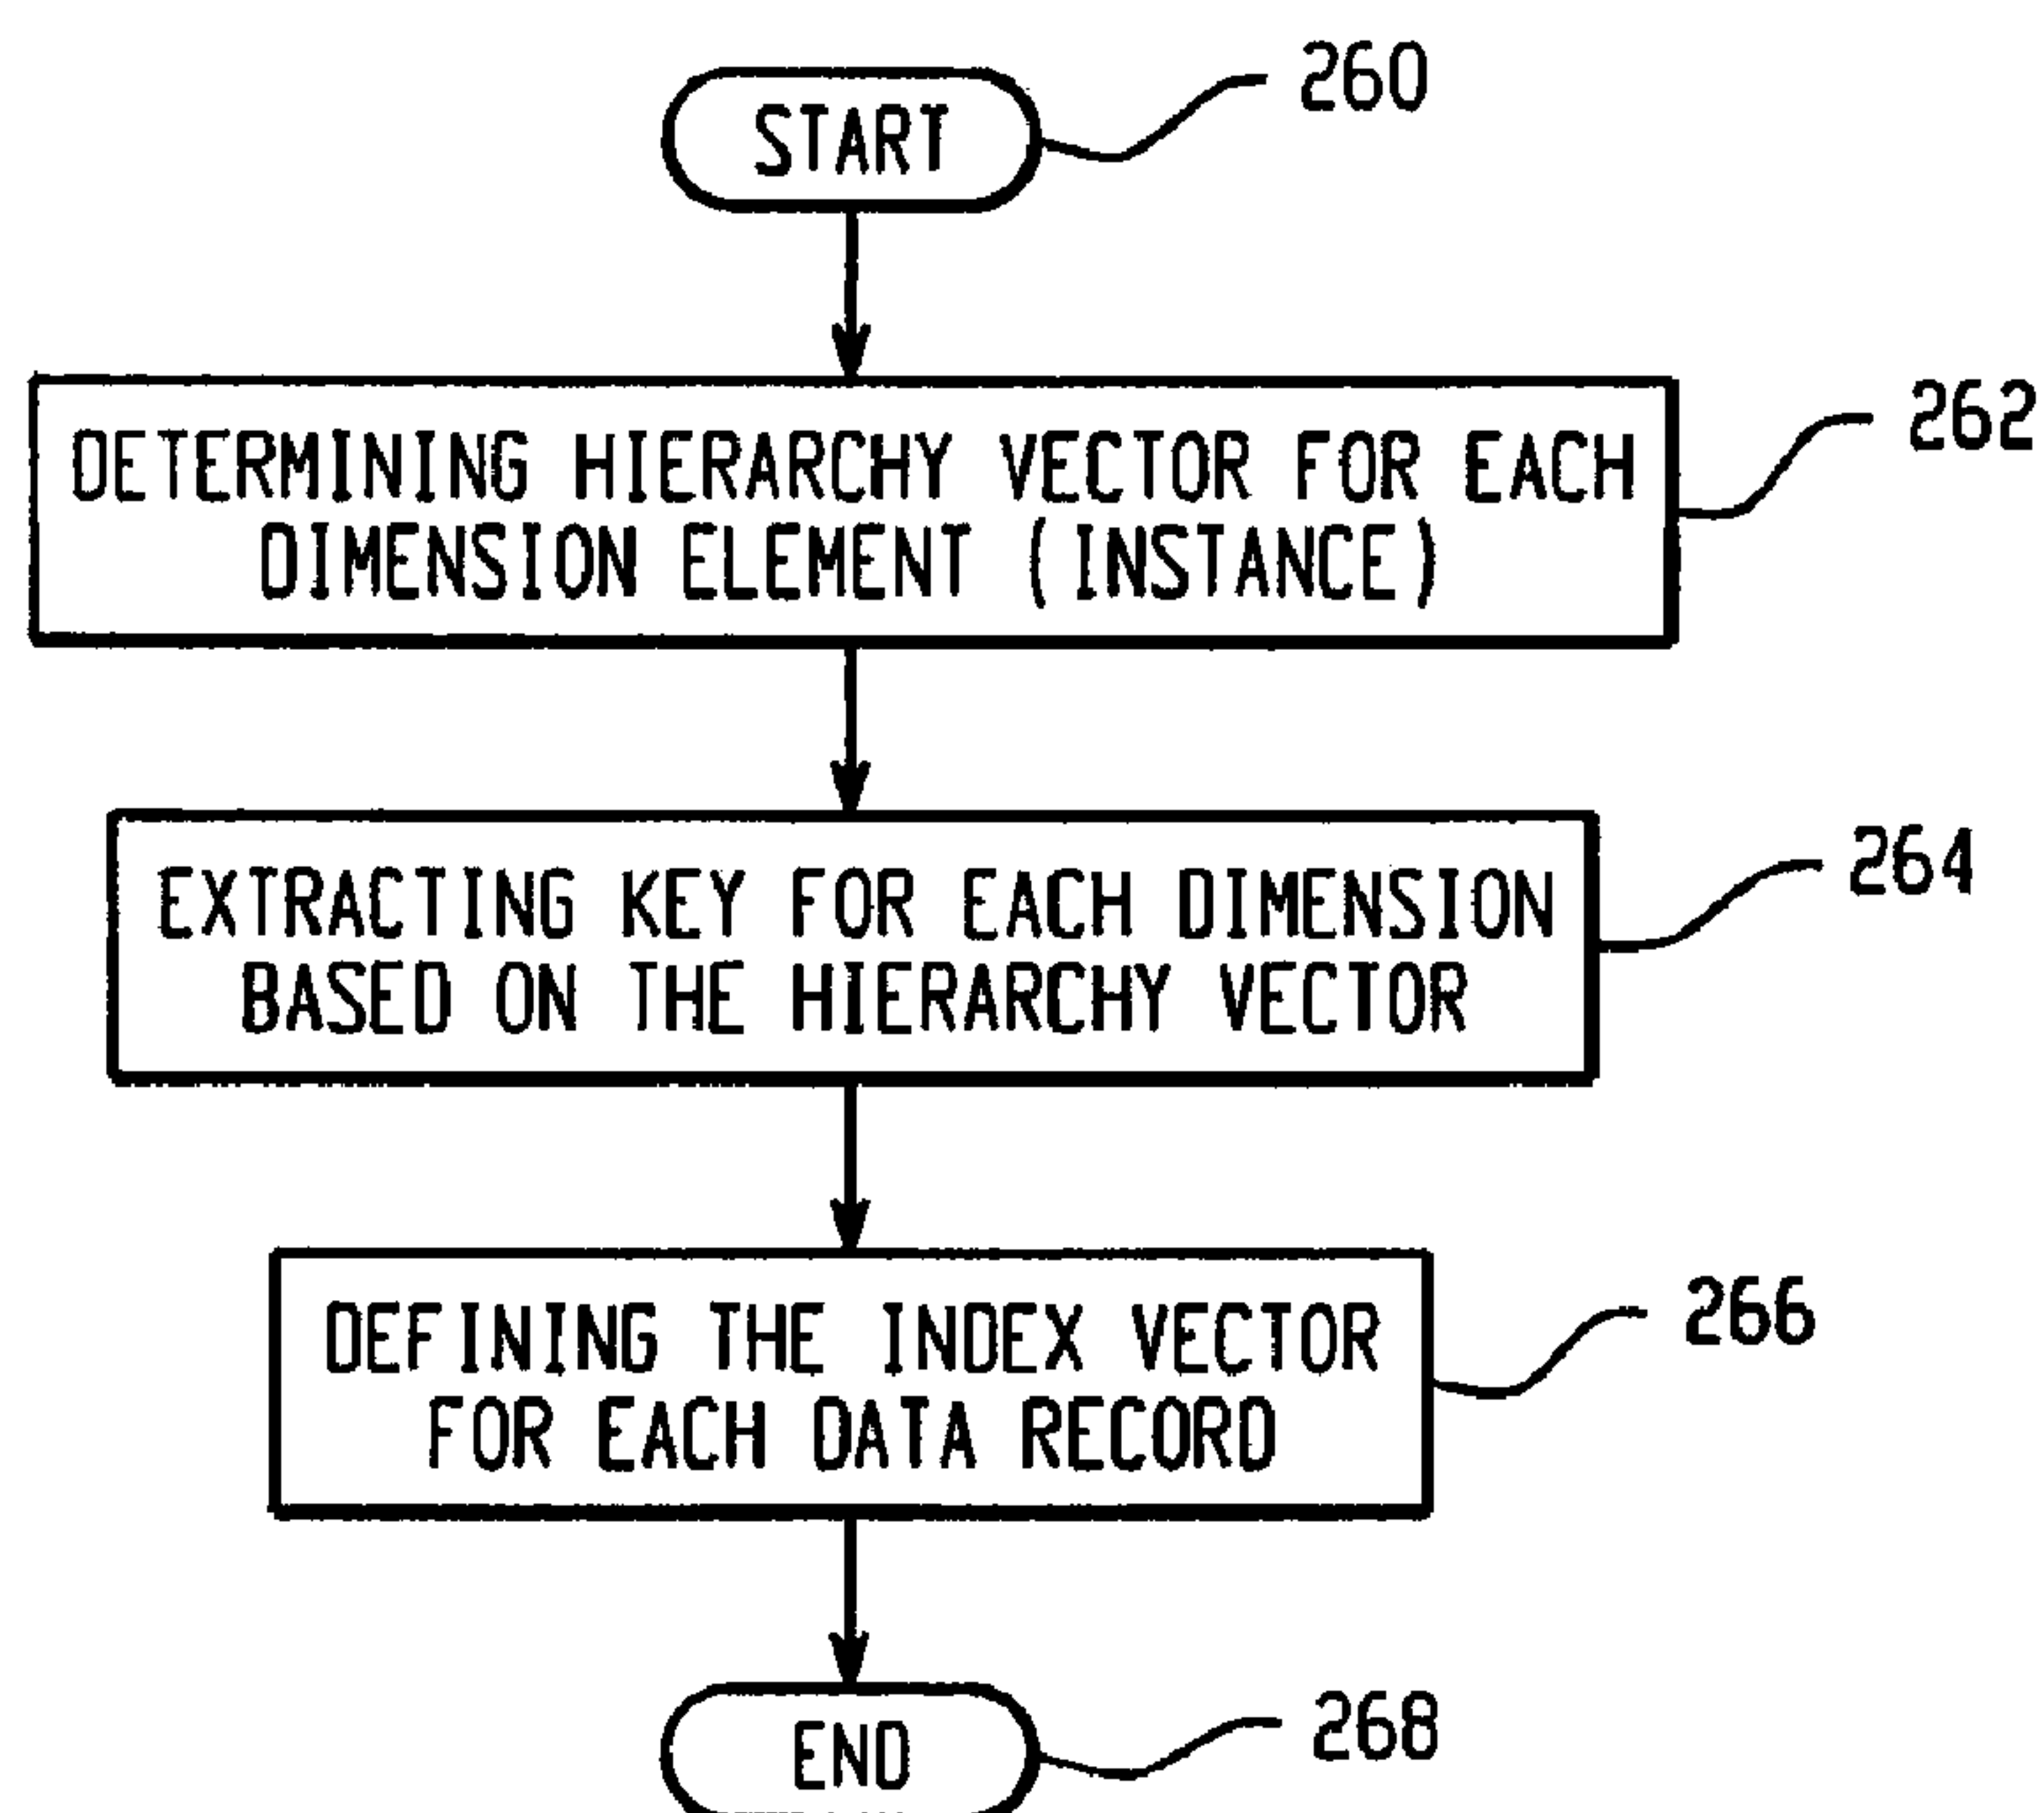 260
START
262
DETERMINING HIERARCHY VECTOR FOR EACH
DIMENSION ELEMENT (INSTANCE)
264
EXTRACTING KEY FOR EACH DIMENSION
BASED ON THE HIERARCHY VECTOR
266
DEFINING THE INDEX VECTOR
FOR EACH DATA RECORD
268
END